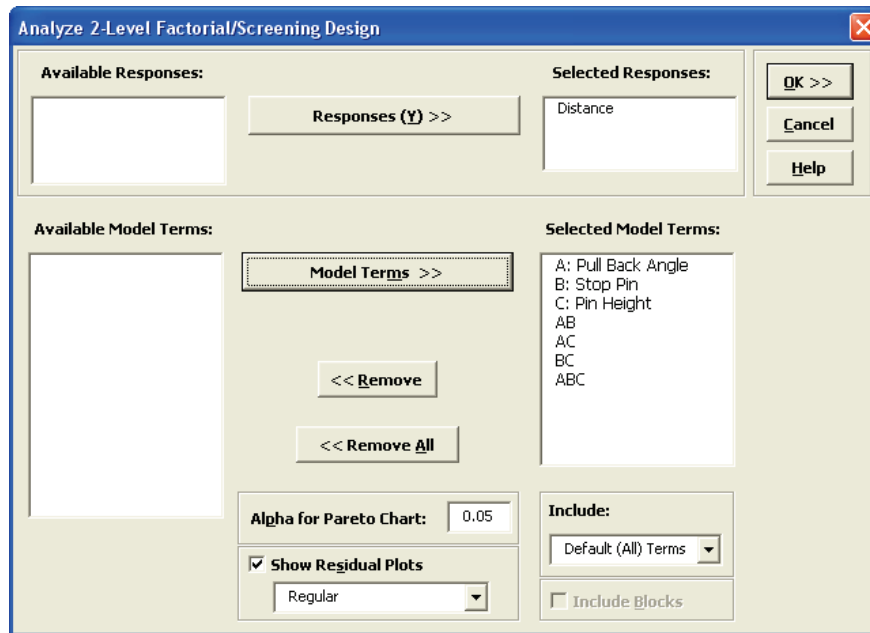 Analyze 2-Level Factorial/Screening Design
Available Responses:
Responses (Y) >>
Selected Responses:
Distance
OK >>
Cancel
Help
Available Model Terms:
Model Terms >>
<< Remove
<< Remove All
Selected Model Terms:
A: Pull Back Angle
B: Stop Pin
C: Pin Height
AB
AC
BC
ABC
Alpha for Pareto Chart:
0.05
Show Residual Plots
Regular
Include:
Default (All) Terms
Include Blocks